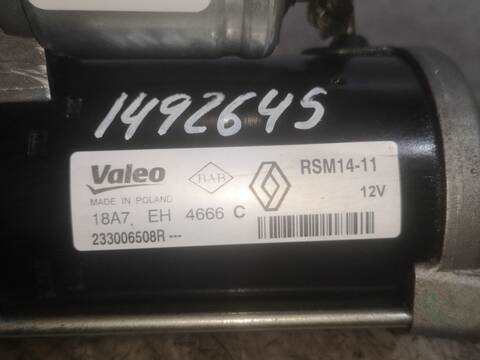 1492645
Valeo
MADE IN POLAND
RSM14-11
12V
18A7 EH 4666 C
233006508R---